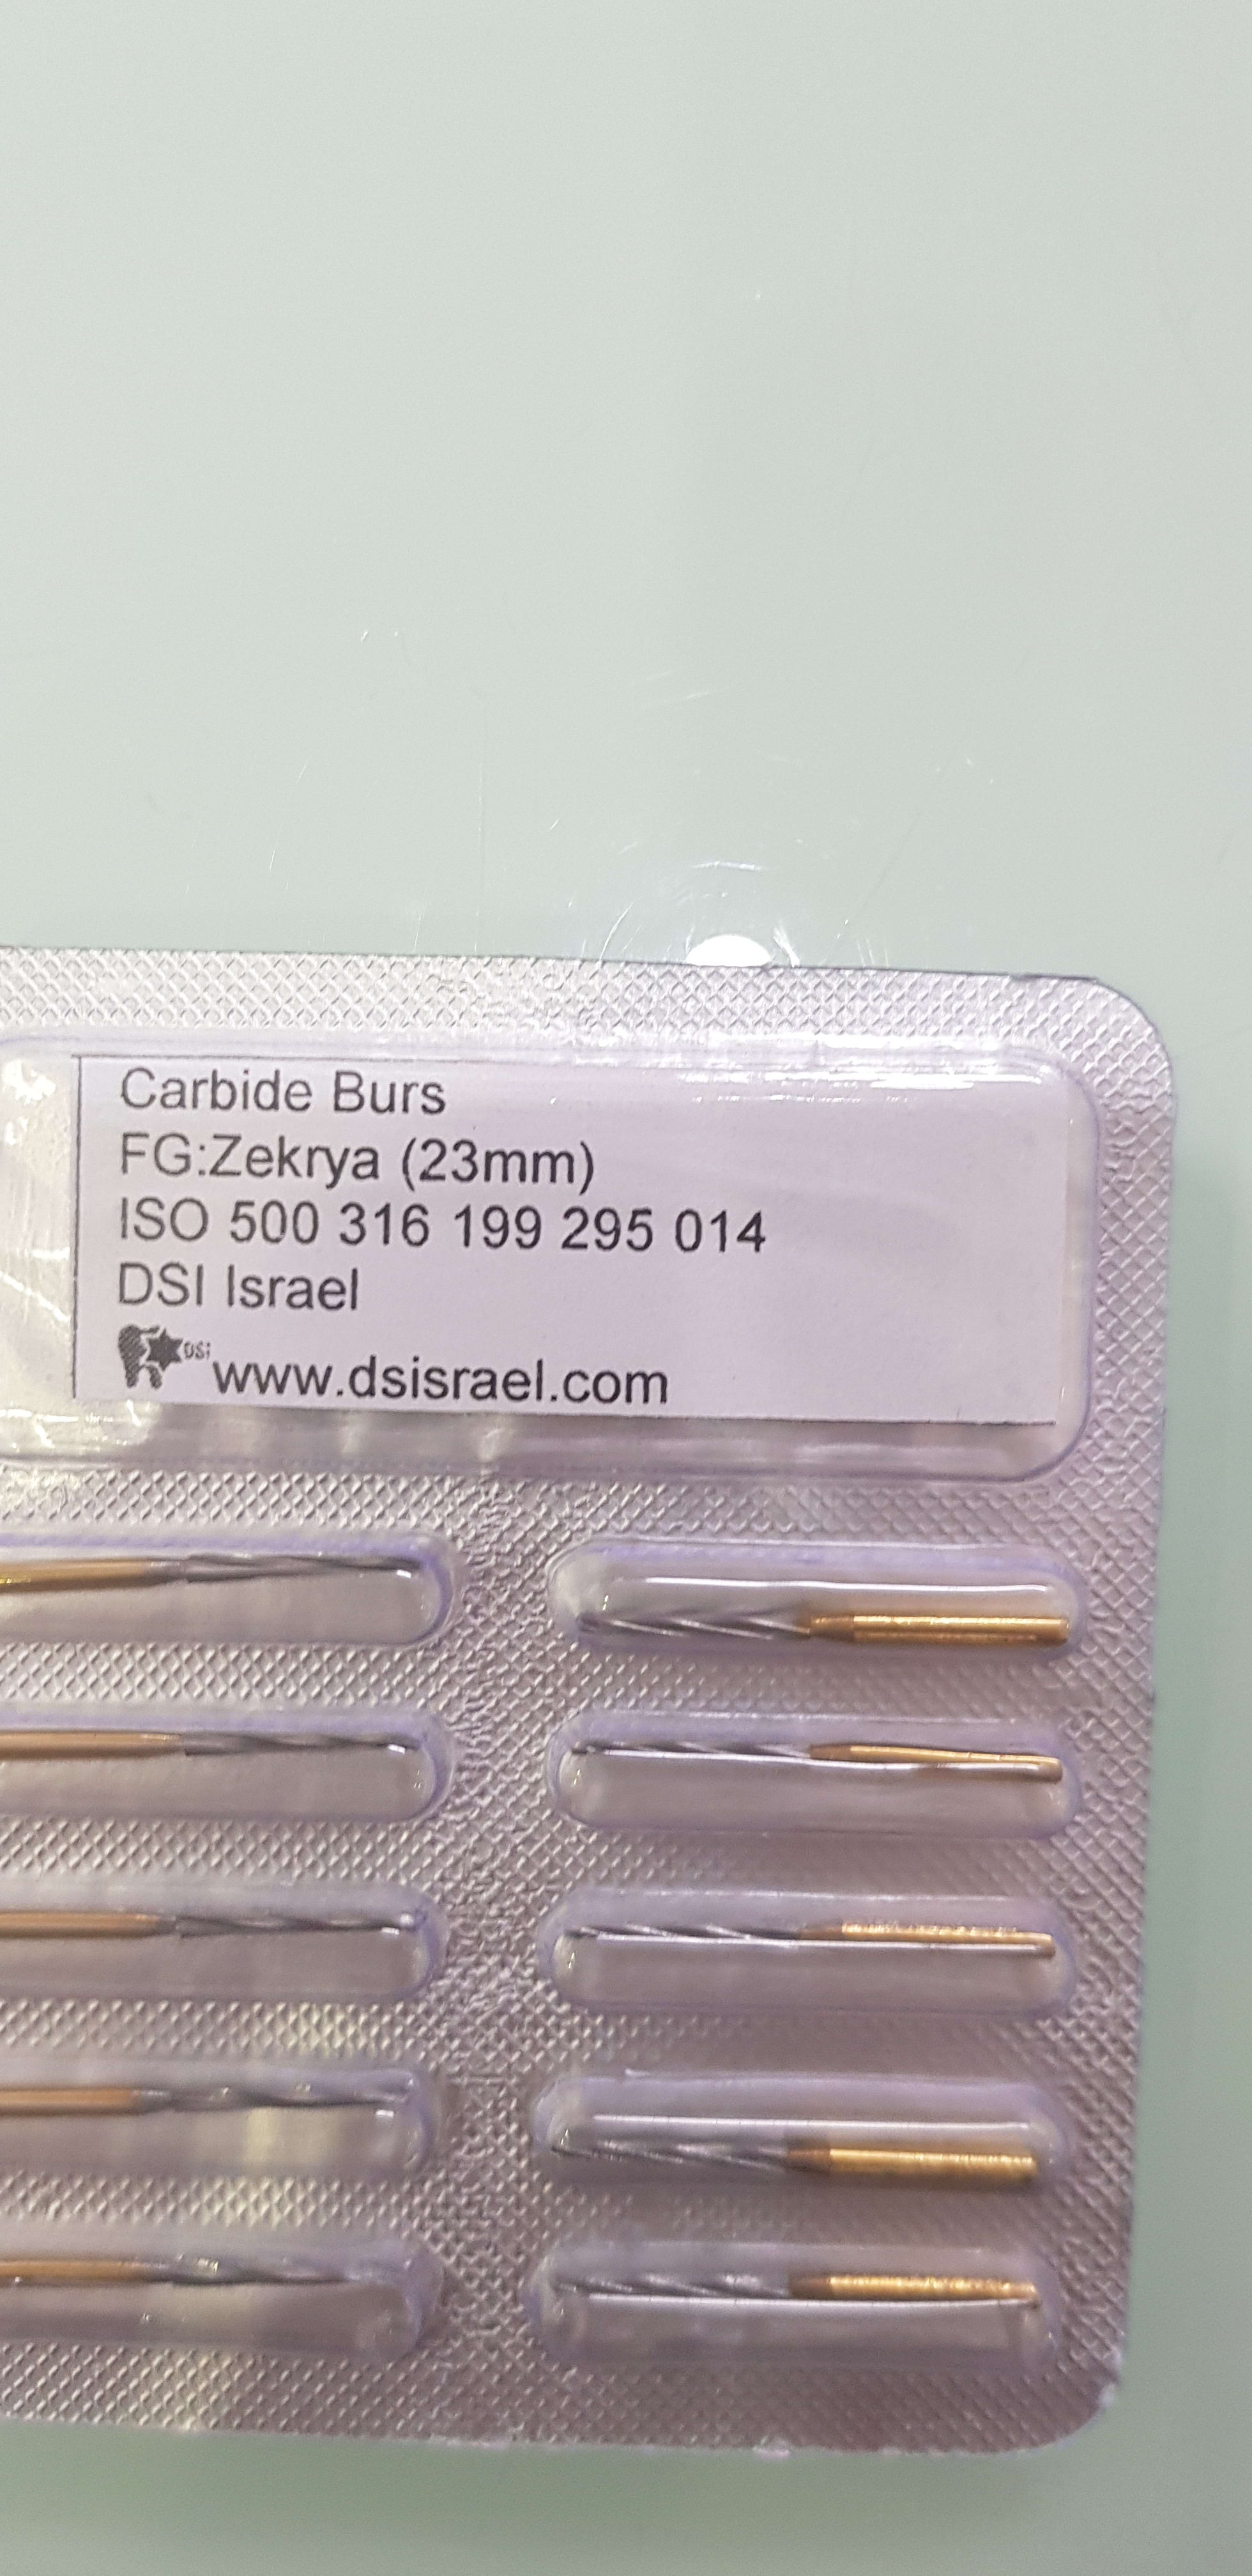 Carbide Burs
FG:Zekrya (23mm)
ISO 500 316 199 295 014
DSI Israel
DSi www.dsisrael.com